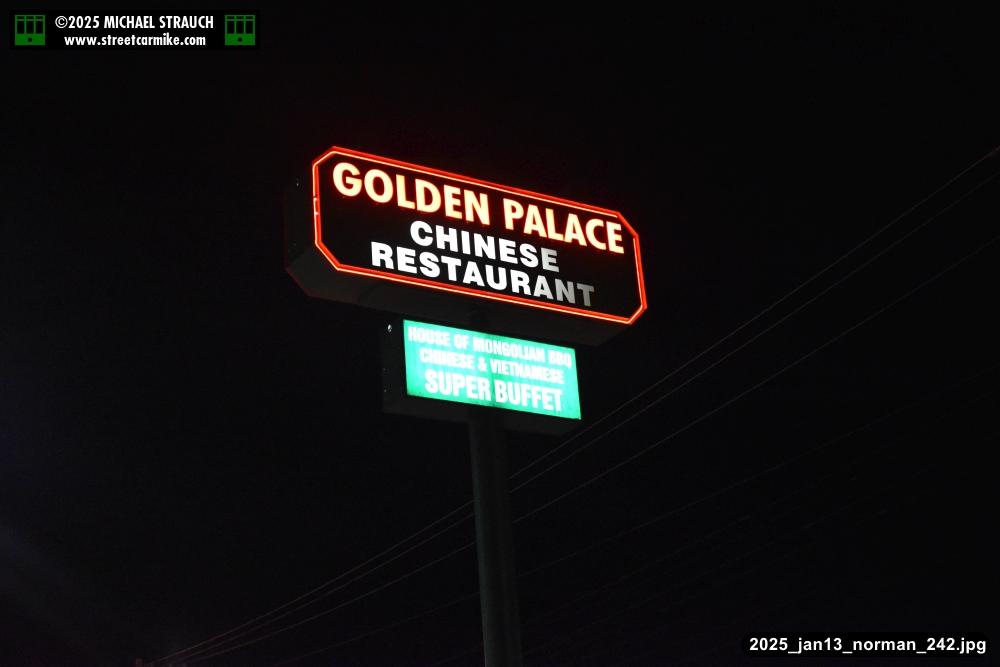 ©2025 MICHAEL STRAUCH
www.streetcarmike.com
GOLDEN PALACE
CHINESE
RESTAURANT
HOUSE OF MONGOLIAN BBQ
CHINESE & VIETNAMESE
SUPER BUFFET
2025_jan13_norman_242.jpg